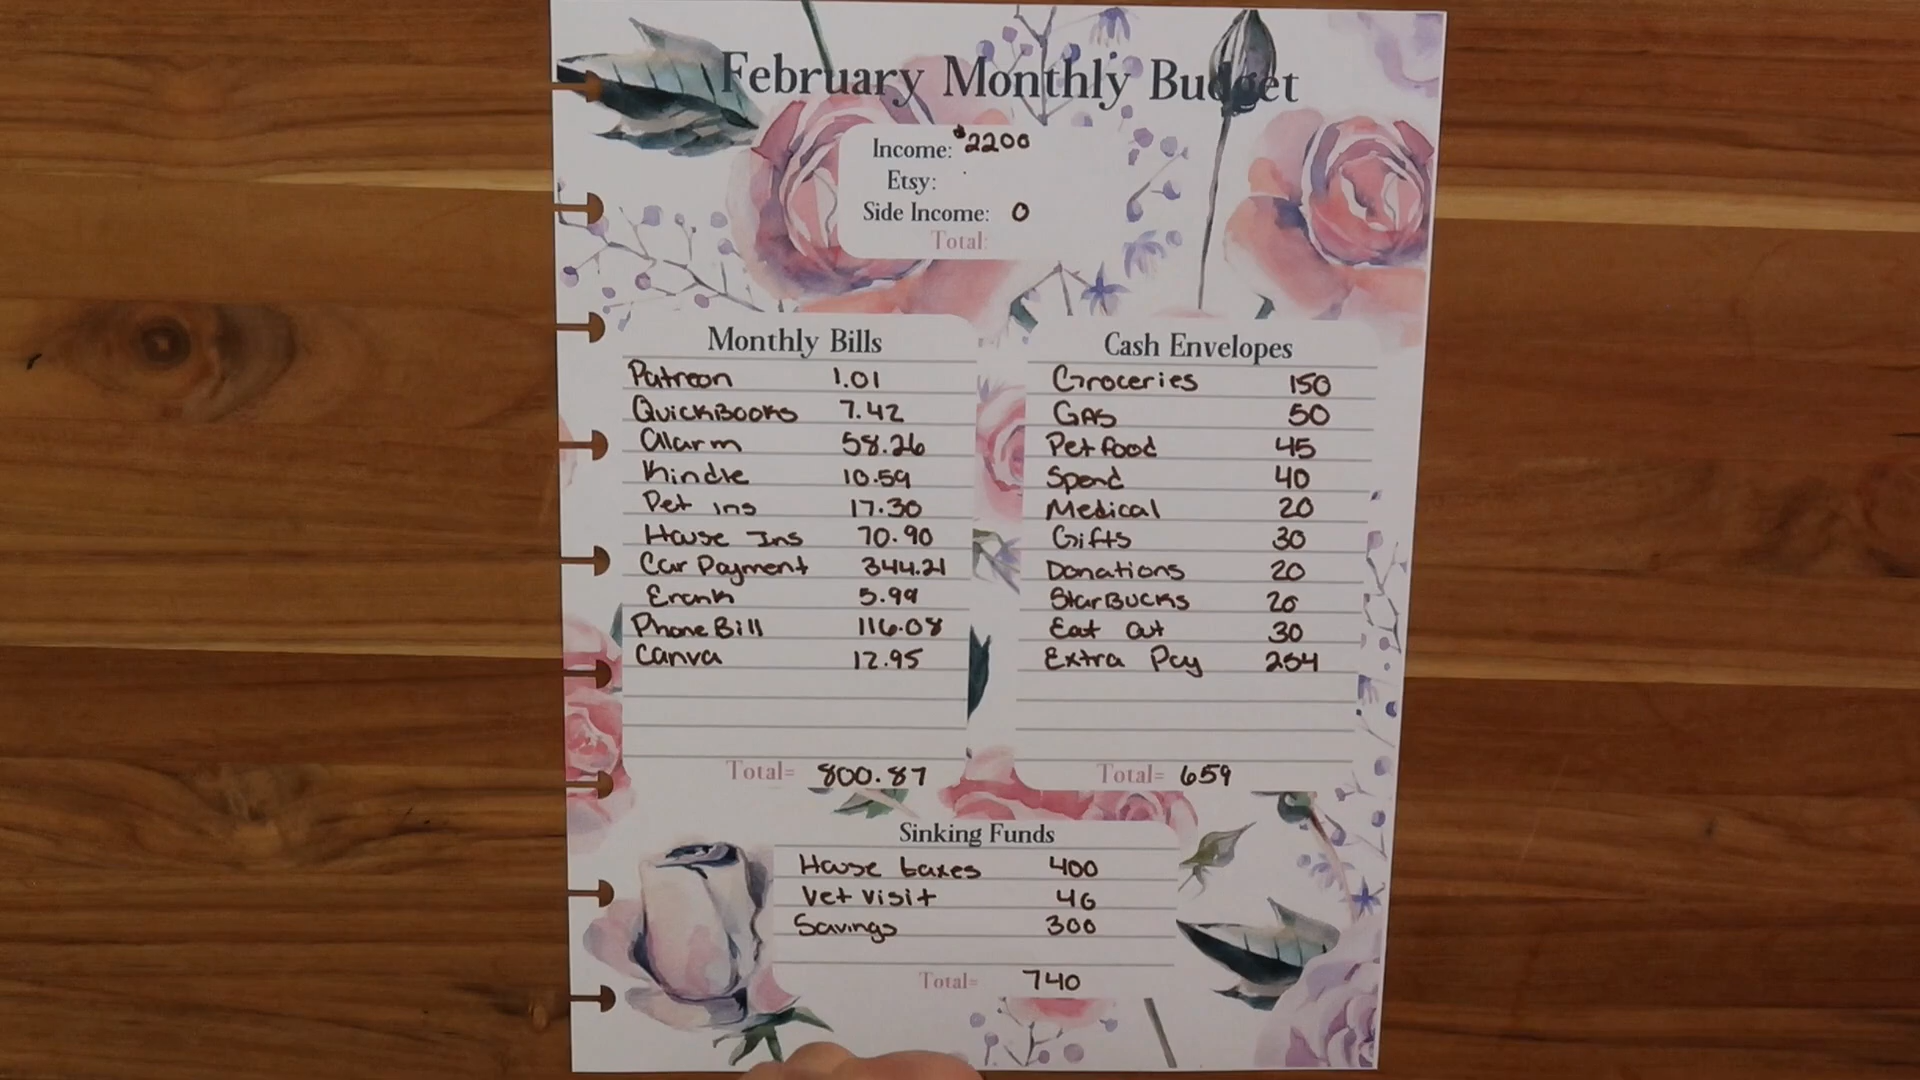 February Monthly Budget
Income: $2200
Etsy:
Side Income: 0
Total:
Monthly Bills
Patreon 1.01
QuickBooks 7.42
Alarm 58.26
Kindle 10.59
Pet ins 17.30
House Ins 70.90
Car Payment 344.21
Erank 5.99
Phone Bill 116.08
Canva 12.95
Total= 800.87
Cash Envelopes
Groceries 150
GAS 50
Pet food 45
Spend 40
Medical 20
Gifts 30
Donations 20
StarBUCKS 20
Eat out 30
Extra Pay 254
Total= 659
Sinking Funds
House taxes 400
Vet visit 46
Savings 300
Total= 740